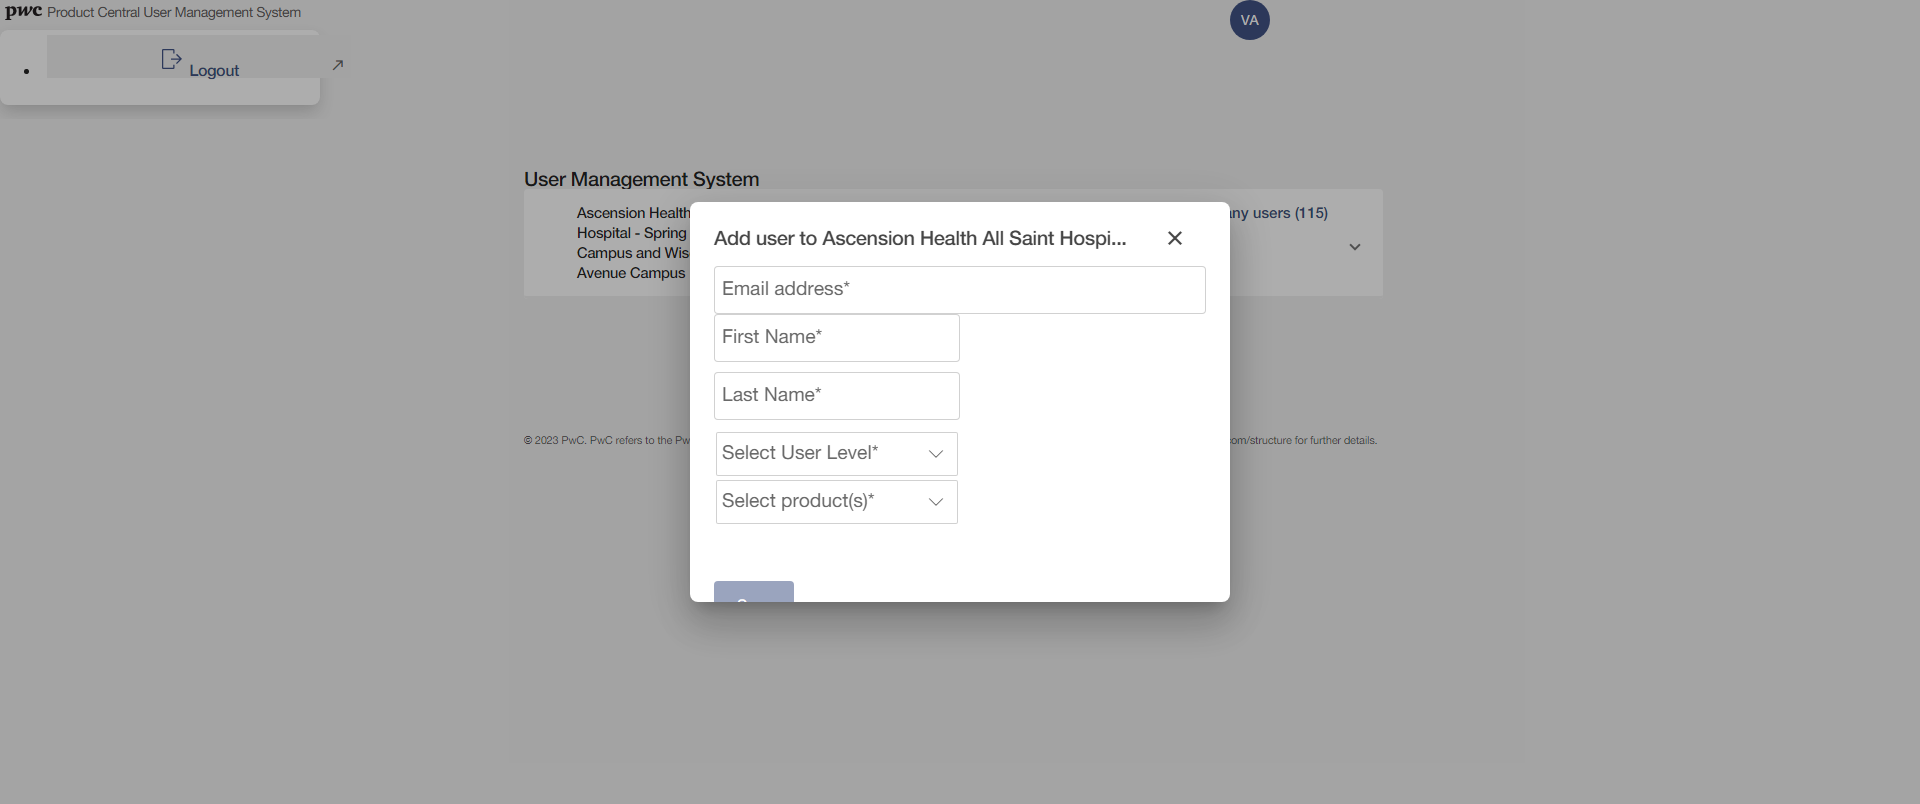 pwc Product Central User Management System
VA
Logout
User Management System
Ascension Health
Hospital - Spring
Campus and Wis
Avenue Campus
any users (115)
Add user to Ascension Health All Saint Hospi...
Email address*
First Name*
Last Name*
Select User Level*
Select product(s)*
© 2023 PwC. PwC refers to the Pw
om/structure for further details.